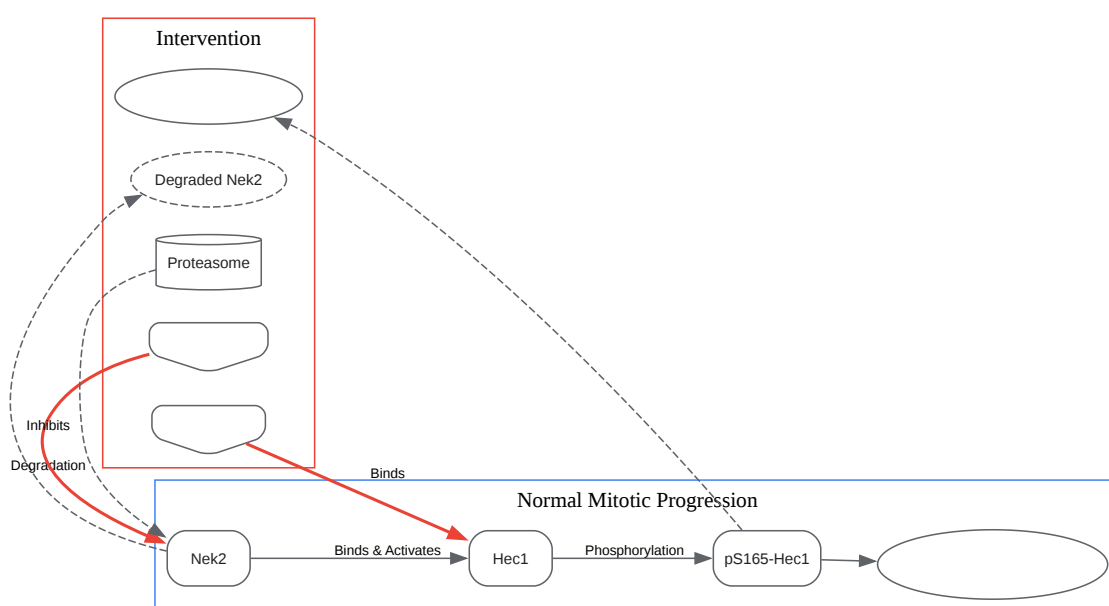 Intervention
Degraded Nek2
Proteasome
Inhibits
Degradation
Binds
Normal Mitotic Progression
Nek2
Binds & Activates
Hec1
Phosphorylation
pS165-Hec1